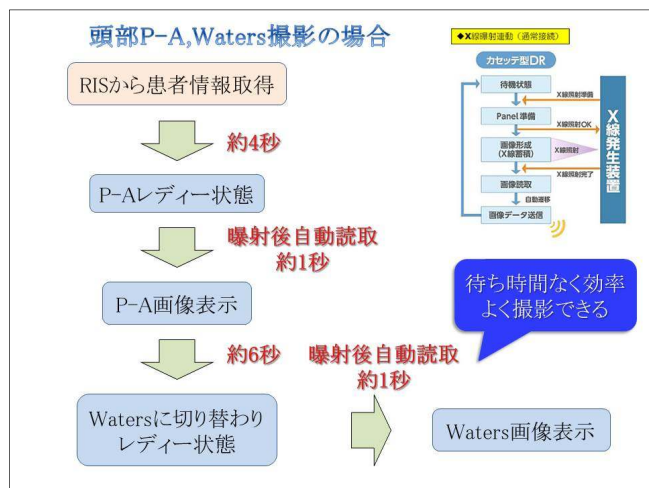 頭部P-A,Waters撮影の場合
RISから患者情報取得
約4秒
P-Aレディー状態
曝射後自動読取
約1秒
P-A画像表示
約6秒
Watersに切り替わり
レディー状態
曝射後自動読取
約1秒
Waters画像表示
待ち時間なく効率
よく撮影できる
◆X線曝射連動（通常接続）
カセッテ型DR
待機状態
X線照射準備
Panel準備
X線照射OK
画像形成
(X線蓄積)
X線照射
X線照射完了
画像読取
自動遷移
画像データ送信
X線発生装置